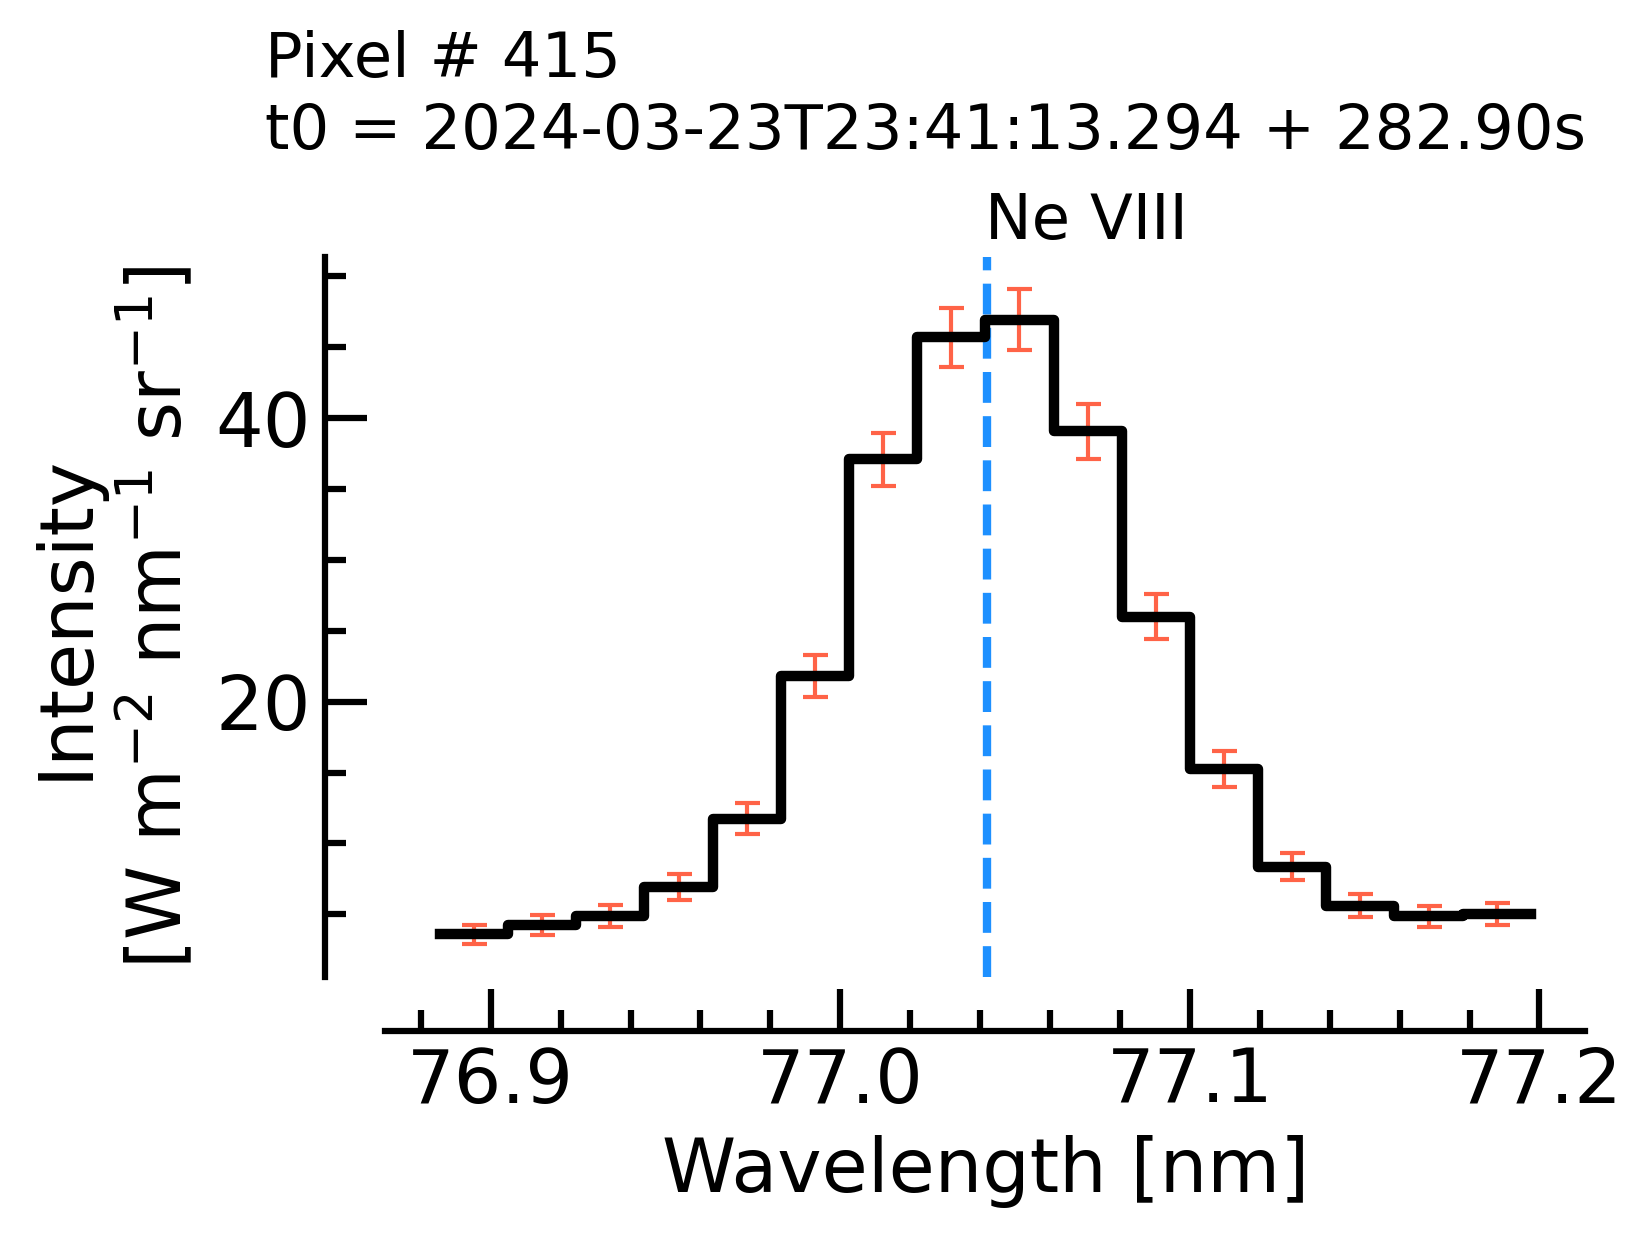 Pixel # 415
t0 = 2024-03-23T23:41:13.294 + 282.90s
Ne VIII
Intensity
[W m⁻² nm⁻¹ sr⁻¹]
40
20
76.9
77.0
77.1
77.2
Wavelength [nm]